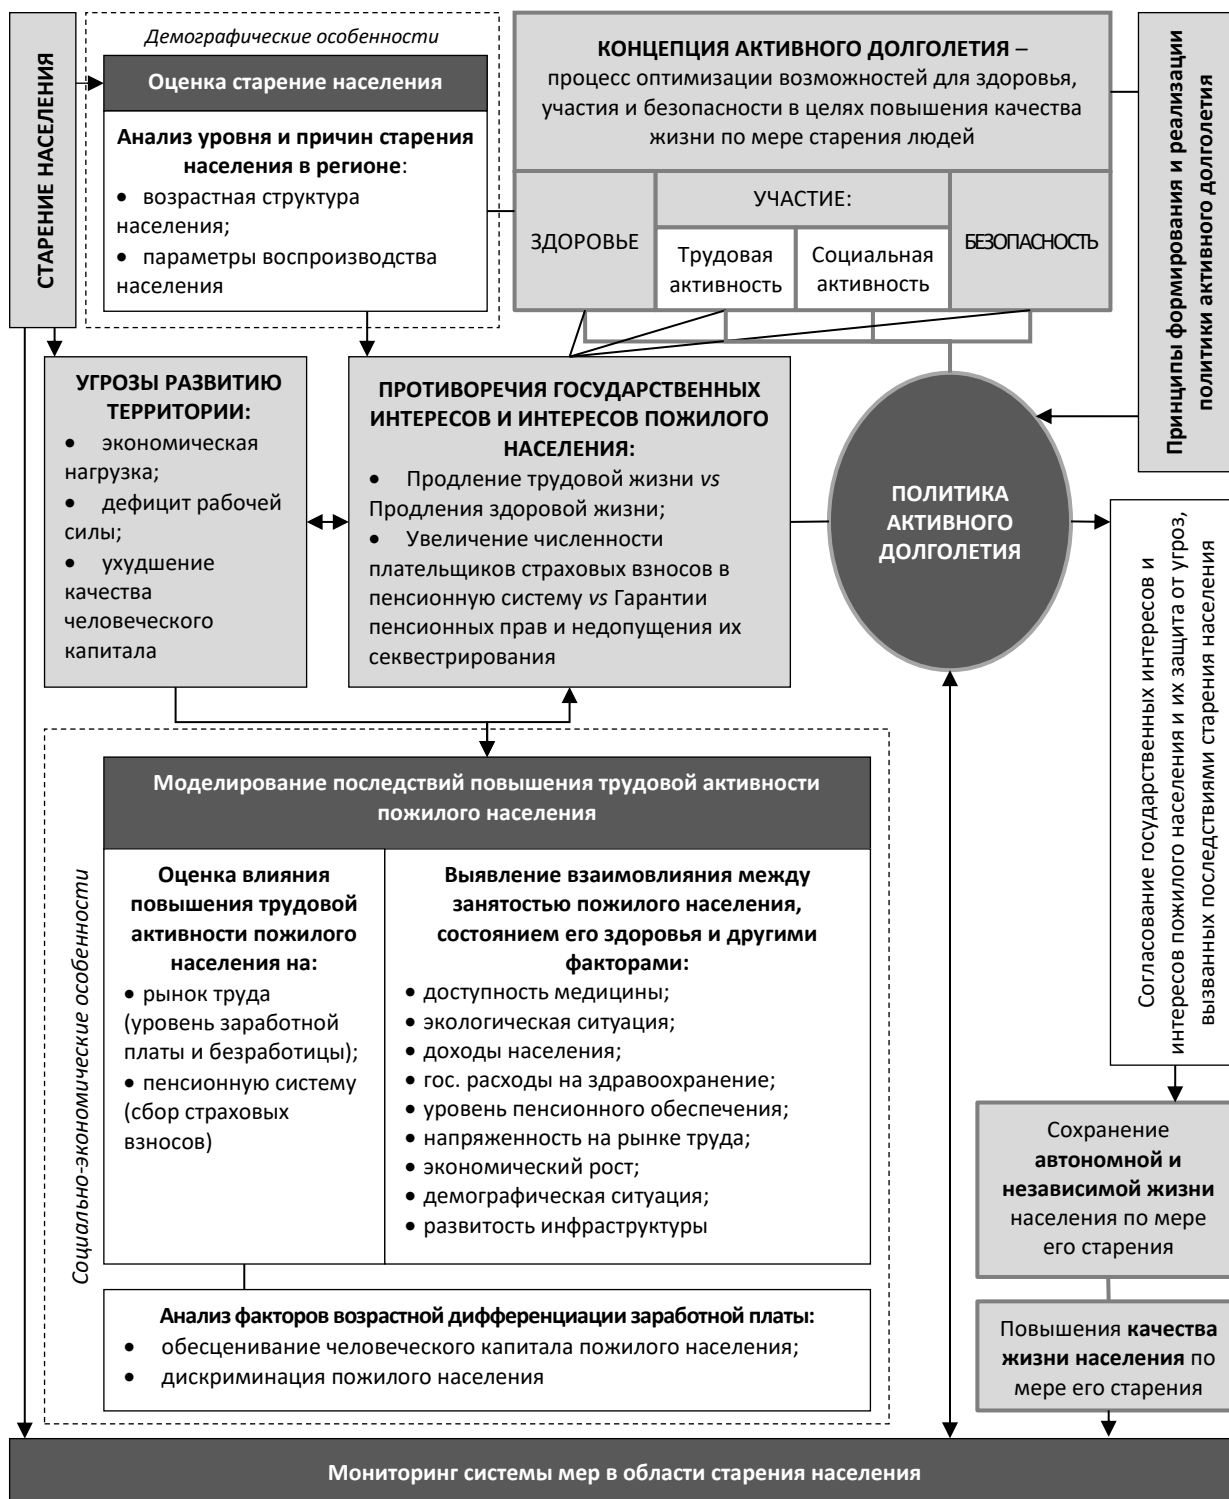 СТАРЕНИЕ НАСЕЛЕНИЯ
Демографические особенности
Оценка старение населения
Анализ уровня и причин старения
населения в регионе:
• возрастная структура
населения;
• параметры воспроизводства
населения
КОНЦЕПЦИЯ АКТИВНОГО ДОЛГОЛЕТИЯ –
процесс оптимизации возможностей для здоровья,
участия и безопасности в целях повышения качества
жизни по мере старения людей
ЗДОРОВЬЕ
УЧАСТИЕ:
Трудовая
активность
Социальная
активность
БЕЗОПАСНОСТЬ
Принципы формирования и реализации
политики активного долголетия
УГРОЗЫ РАЗВИТИЮ
ТЕРРИТОРИИ:
• экономическая
нагрузка;
• дефицит рабочей
силы;
• ухудшение
качества
человеческого
капитала
ПРОТИВОРЕЧИЯ ГОСУДАРСТВЕННЫХ
ИНТЕРЕСОВ И ИНТЕРЕСОВ ПОЖИЛОГО
НАСЕЛЕНИЯ:
• Продление трудовой жизни vs
Продления здоровой жизни;
• Увеличение численности
плательщиков страховых взносов в
пенсионную систему vs Гарантии
пенсионных прав и недопущения их
секвестрирования
ПОЛИТИКА
АКТИВНОГО
ДОЛГОЛЕТИЯ
Согласование государственных интересов и
интересов пожилого населения и их защита от угроз,
вызванных последствиями старения населения
Социально-экономические особенности
Моделирование последствий повышения трудовой активности
пожилого населения
Оценка влияния
повышения трудовой
активности пожилого
населения на:
• рынок труда
(уровень заработной
платы и безработицы);
• пенсионную систему
(сбор страховых
взносов)
Выявление взаимовлияния между
занятостью пожилого населения,
состоянием его здоровья и другими
факторами:
• доступность медицины;
• экологическая ситуация;
• доходы населения;
• гос. расходы на здравоохранение;
• уровень пенсионного обеспечения;
• напряженность на рынке труда;
• экономический рост;
• демографическая ситуация;
• развитость инфраструктуры
Анализ факторов возрастной дифференциации заработной платы:
• обесценивание человеческого капитала пожилого населения;
• дискриминация пожилого населения
Сохранение
автономной и
независимой жизни
населения по мере
его старения
Повышения качества
жизни населения по
мере его старения
Мониторинг системы мер в области старения населения